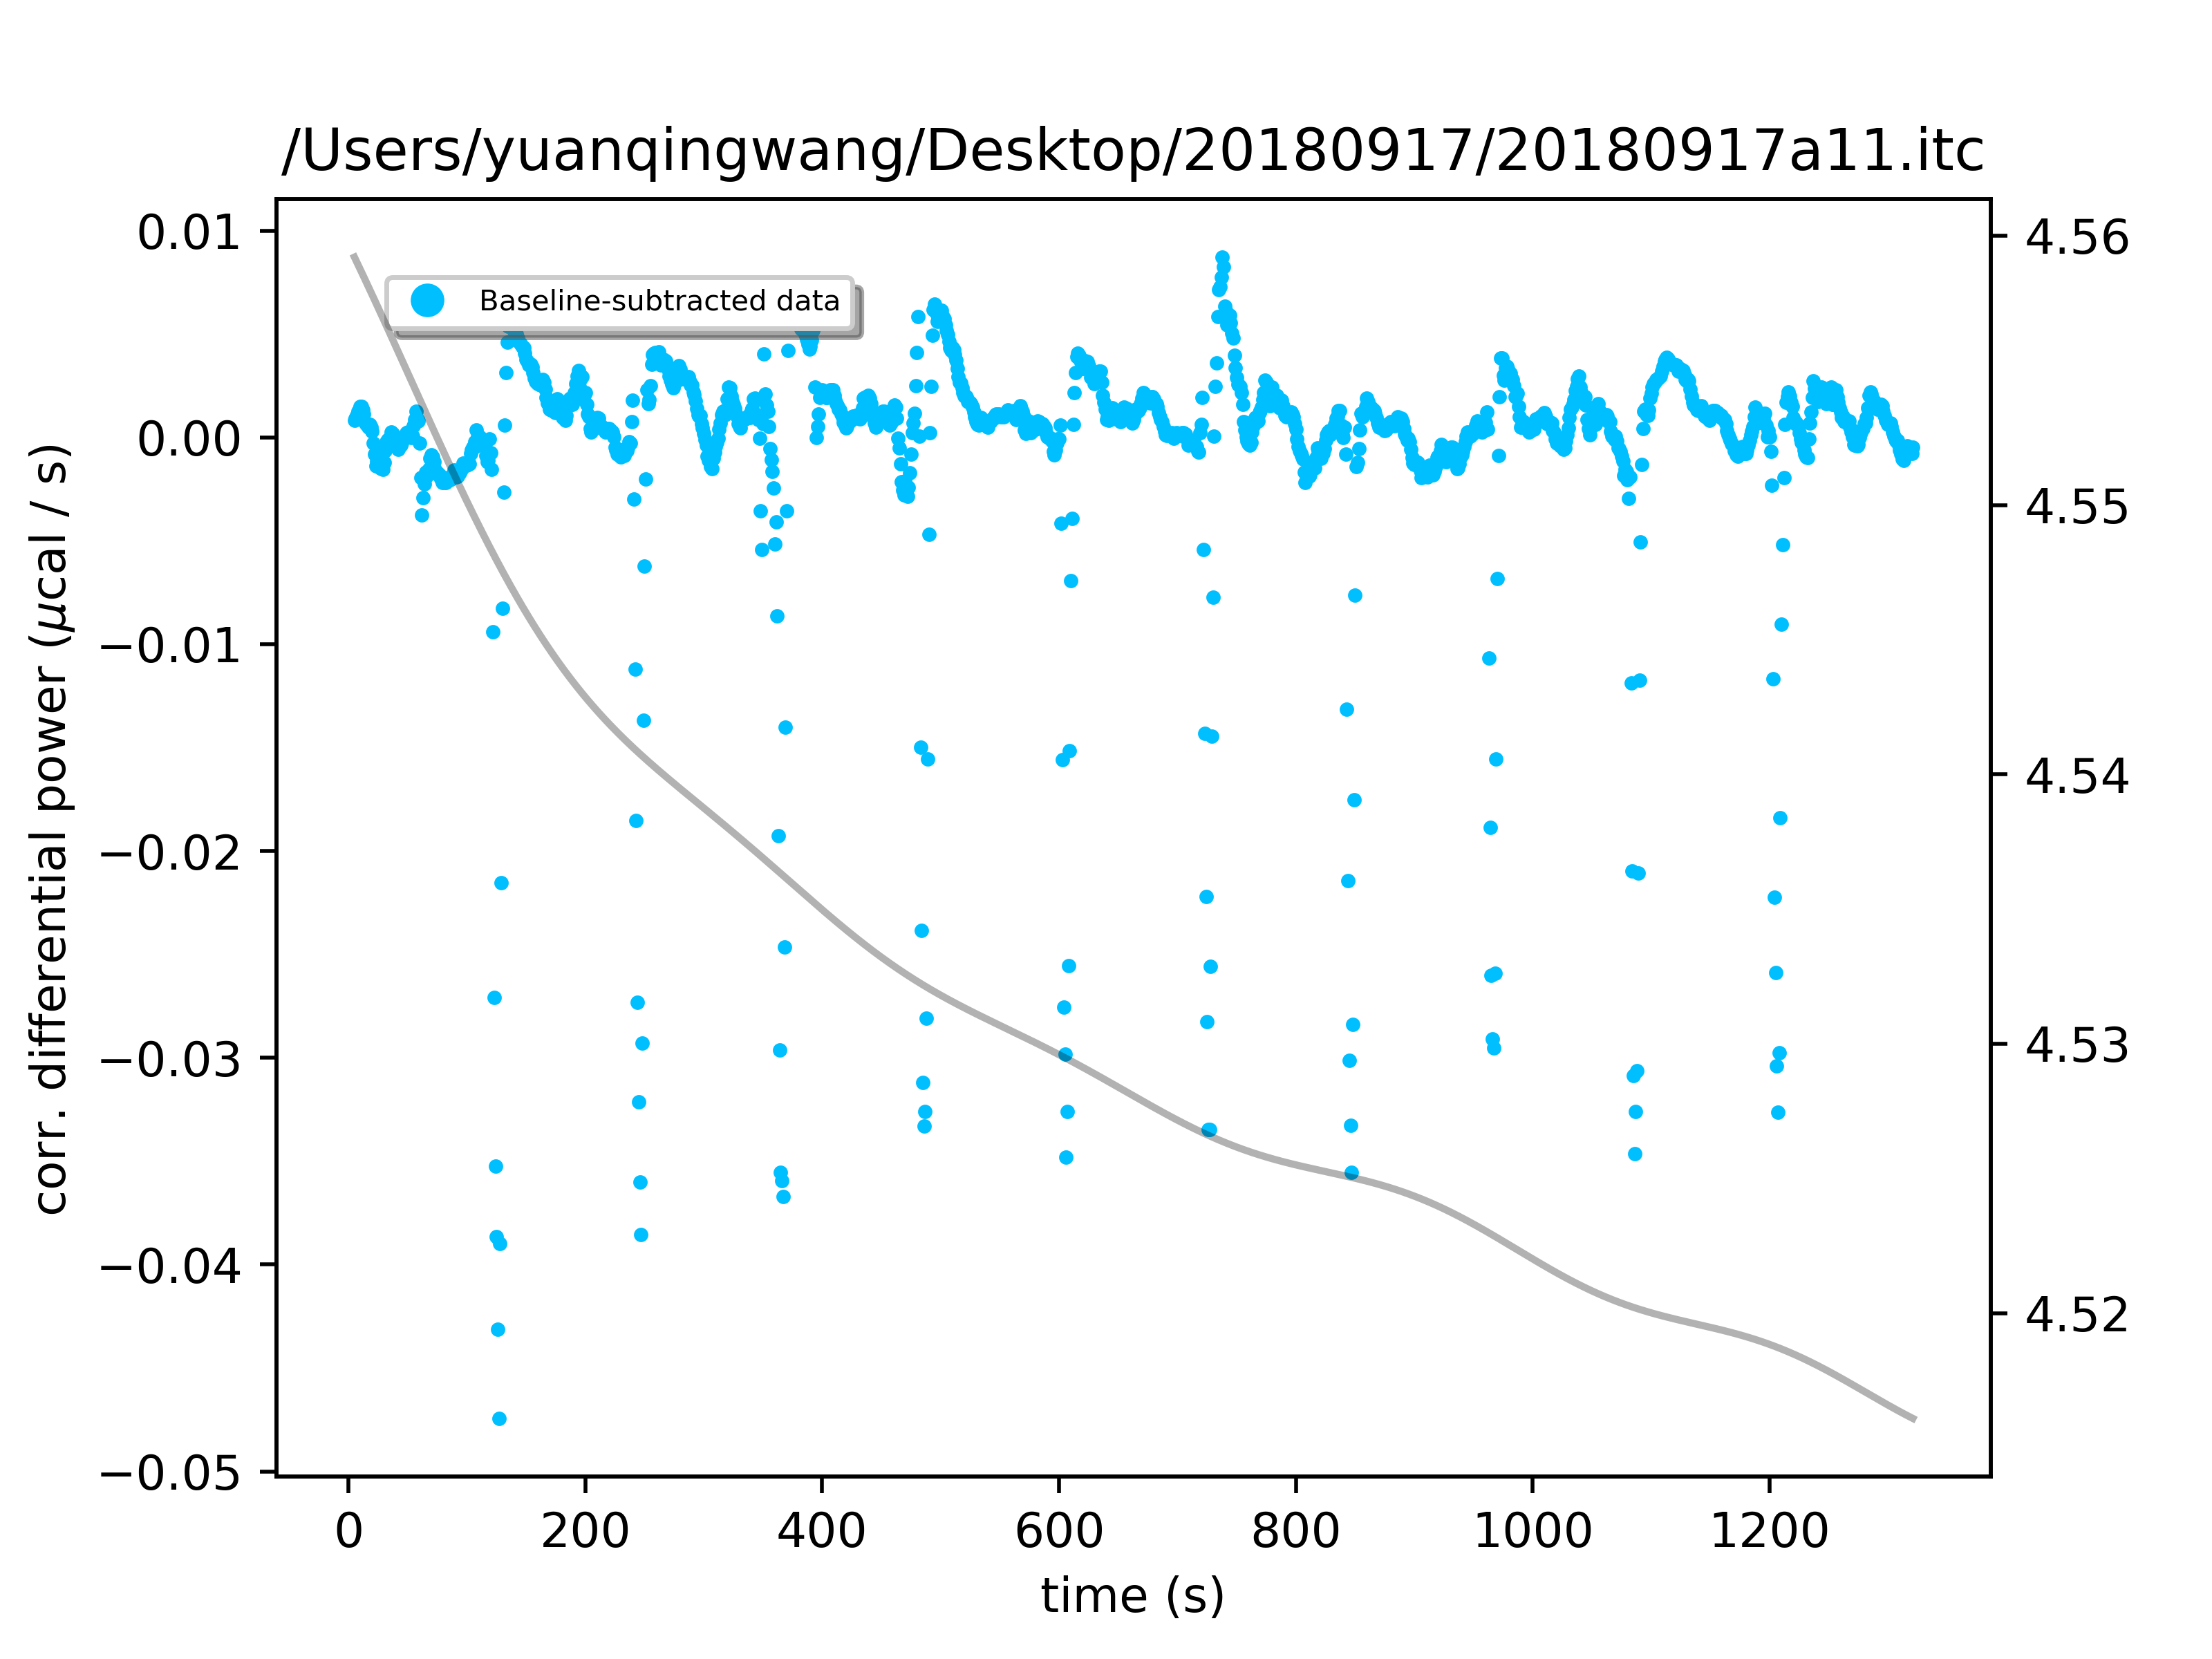 /Users/yuanqingwang/Desktop/20180917/20180917a11.itc
Baseline-subtracted data
corr. differential power (μcal / s)
0.01
0.00
−0.01
−0.02
−0.03
−0.04
−0.05
4.56
4.55
4.54
4.53
4.52
0 200 400 600 800 1000 1200
time (s)